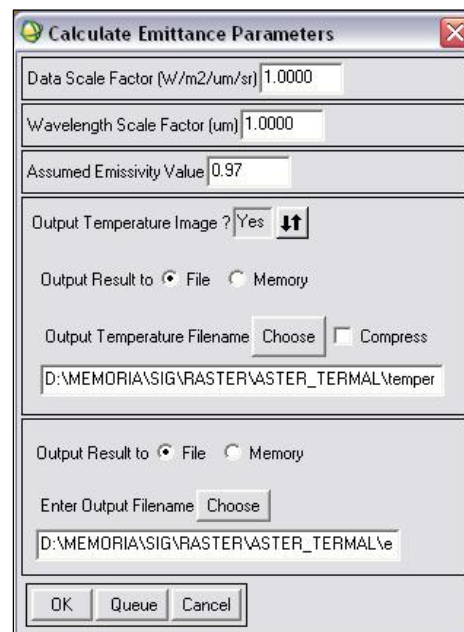 Calculate Emittance Parameters
Data Scale Factor (W/m2/um/sr) 1.0000
Wavelength Scale Factor (um) 1.0000
Assumed Emissivity Value 0.97
Output Temperature Image ? Yes
Output Result to File Memory
Output Temperature Filename Choose Compress
D:\MEMORIA\SIG\RASTER\ASTER_TERMAL\temper
Output Result to File Memory
Enter Output Filename Choose
D:\MEMORIA\SIG\RASTER\ASTER_TERMAL\e
OK Queue Cancel